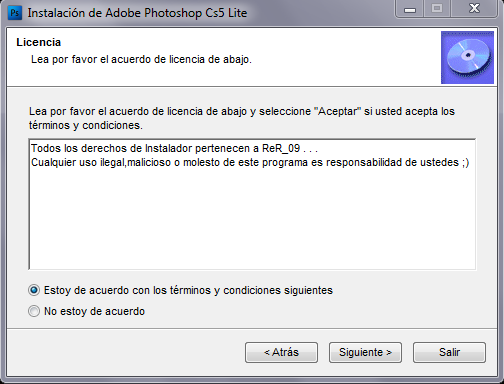 Ps Instalación de Adobe Photoshop Cs5 Lite
Licencia
Lea por favor el acuerdo de licencia de abajo.
Lea por favor el acuerdo de licencia de abajo y seleccione "Aceptar" si usted acepta los
términos y condiciones.
Todos los derechos de Instalador pertenecen a ReR_09 . . .
Cualquier uso ilegal,malicioso o molesto de este programa es responsabilidad de ustedes ;)
Estoy de acuerdo con los términos y condiciones siguientes
No estoy de acuerdo
< Atrás Siguiente > Salir